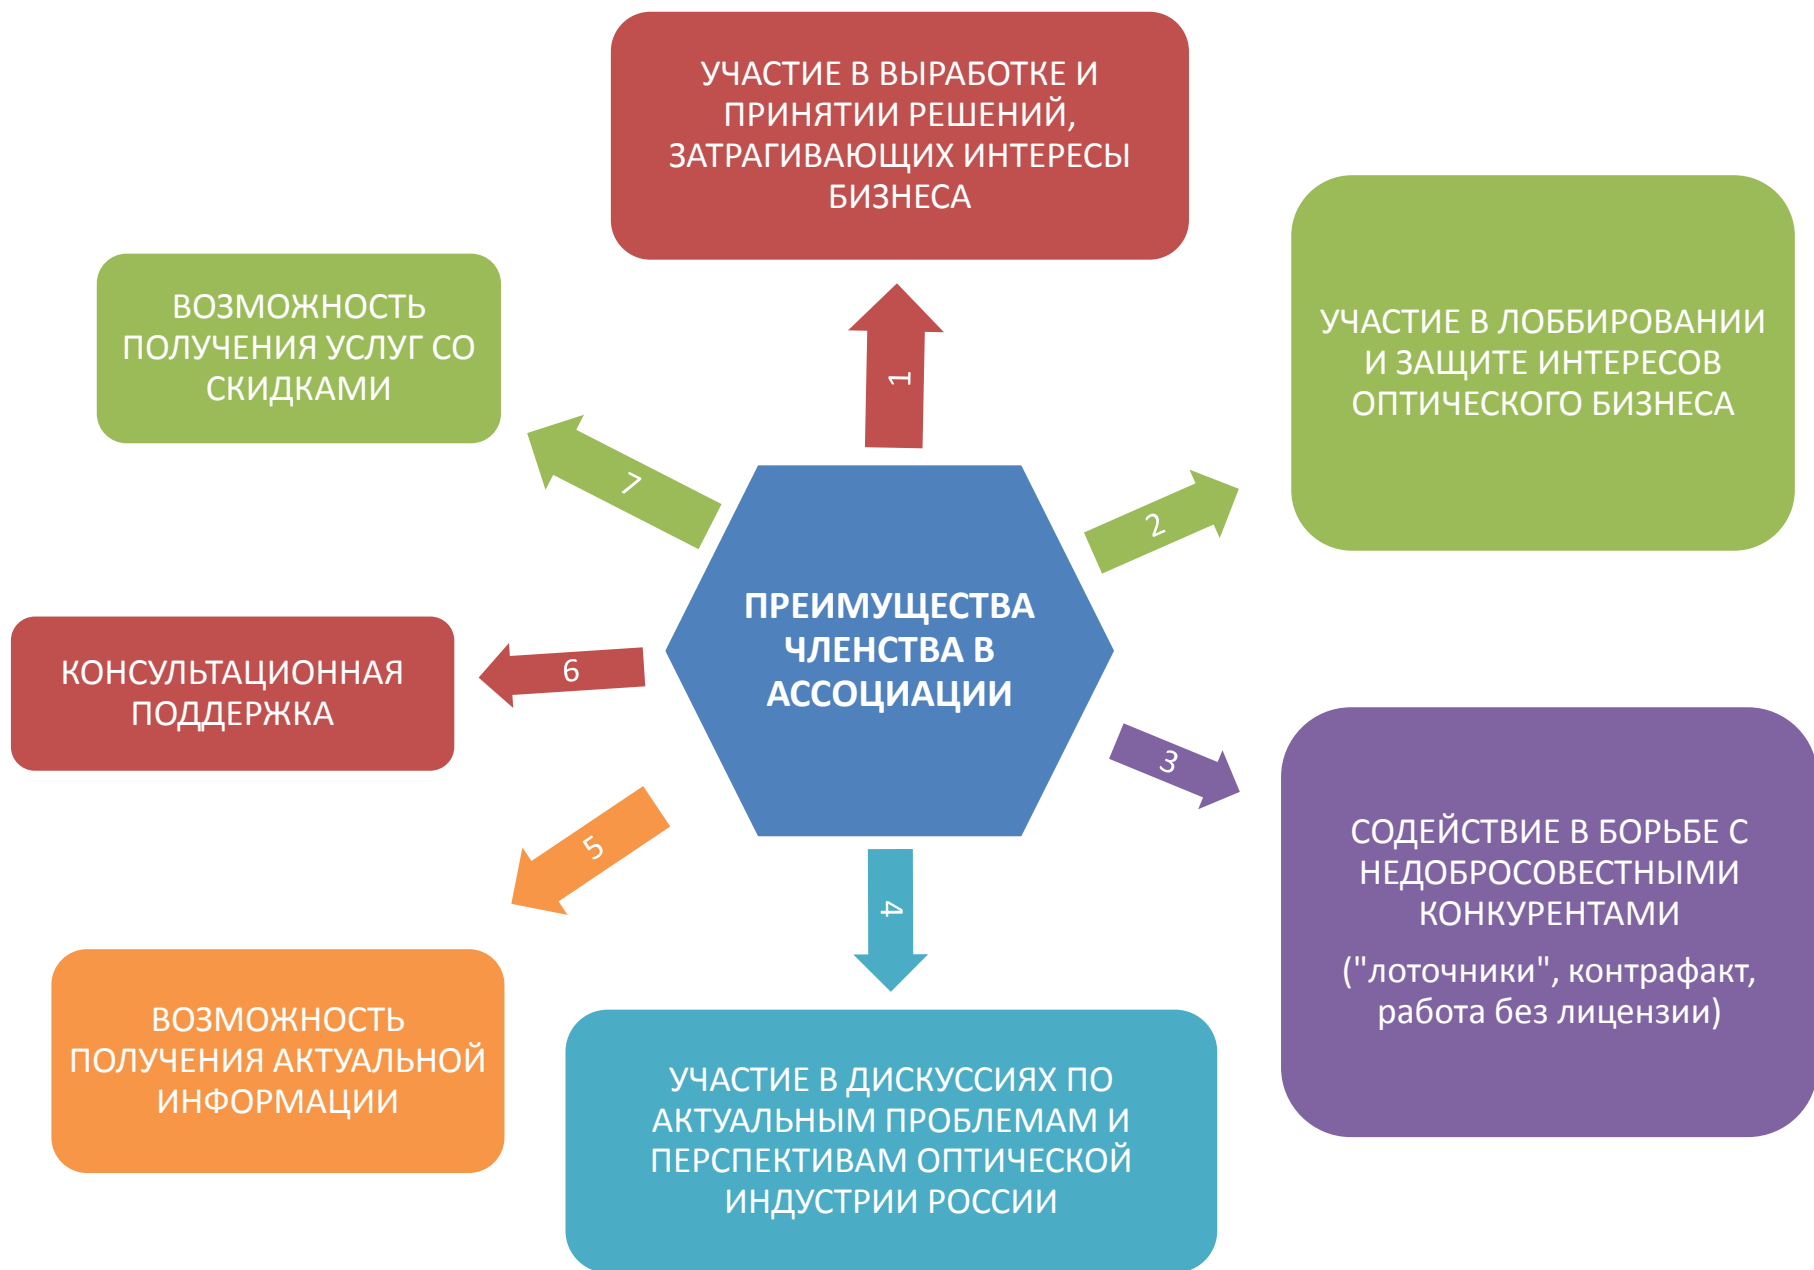 УЧАСТИЕ В ВЫРАБОТКЕ И
ПРИНЯТИИ РЕШЕНИЙ,
ЗАТРАГИВАЮЩИХ ИНТЕРЕСЫ
БИЗНЕСА
1
УЧАСТИЕ В ЛОББИРОВАНИИ
И ЗАЩИТЕ ИНТЕРЕСОВ
ОПТИЧЕСКОГО БИЗНЕСА
2
СОДЕЙСТВИЕ В БОРЬБЕ С
НЕДОБРОСОВЕСТНЫМИ
КОНКУРЕНТАМИ
("лоточники", контрафакт,
работа без лицензии)
3
УЧАСТИЕ В ДИСКУССИЯХ ПО
АКТУАЛЬНЫМ ПРОБЛЕМАМ И
ПЕРСПЕКТИВАМ ОПТИЧЕСКОЙ
ИНДУСТРИИ РОССИИ
4
ВОЗМОЖНОСТЬ
ПОЛУЧЕНИЯ АКТУАЛЬНОЙ
ИНФОРМАЦИИ
5
КОНСУЛЬТАЦИОННАЯ
ПОДДЕРЖКА
6
ВОЗМОЖНОСТЬ
ПОЛУЧЕНИЯ УСЛУГ СО
СКИДКАМИ
7
ПРЕИМУЩЕСТВА
ЧЛЕНСТВА В
АССОЦИАЦИИ